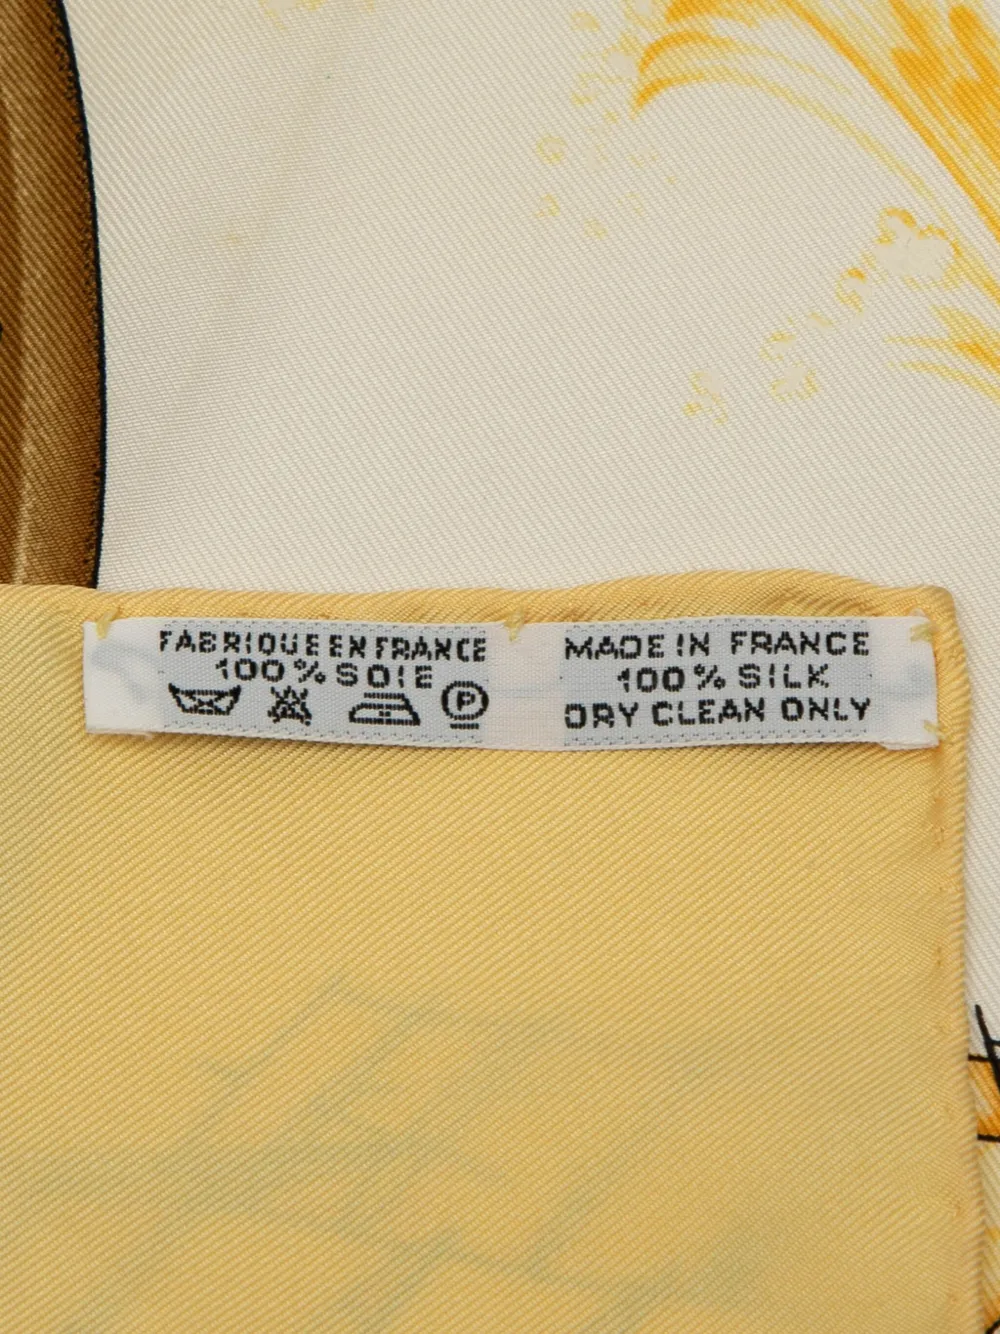 FABRIQUE EN FRANCE
100% SOIE
P
MADE IN FRANCE
100% SILK
DRY CLEAN ONLY